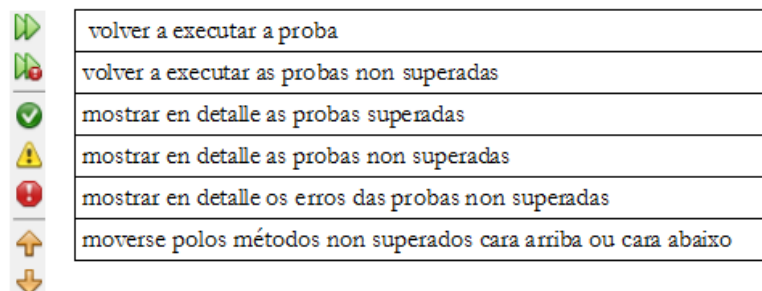 volver a executar a proba
volver a executar as probas non superadas
mostrar en detalle as probas superadas
mostrar en detalle as probas non superadas
mostrar en detalle os erros das probas non superadas
moverse polos métodos non superados cara arriba ou cara abaixo